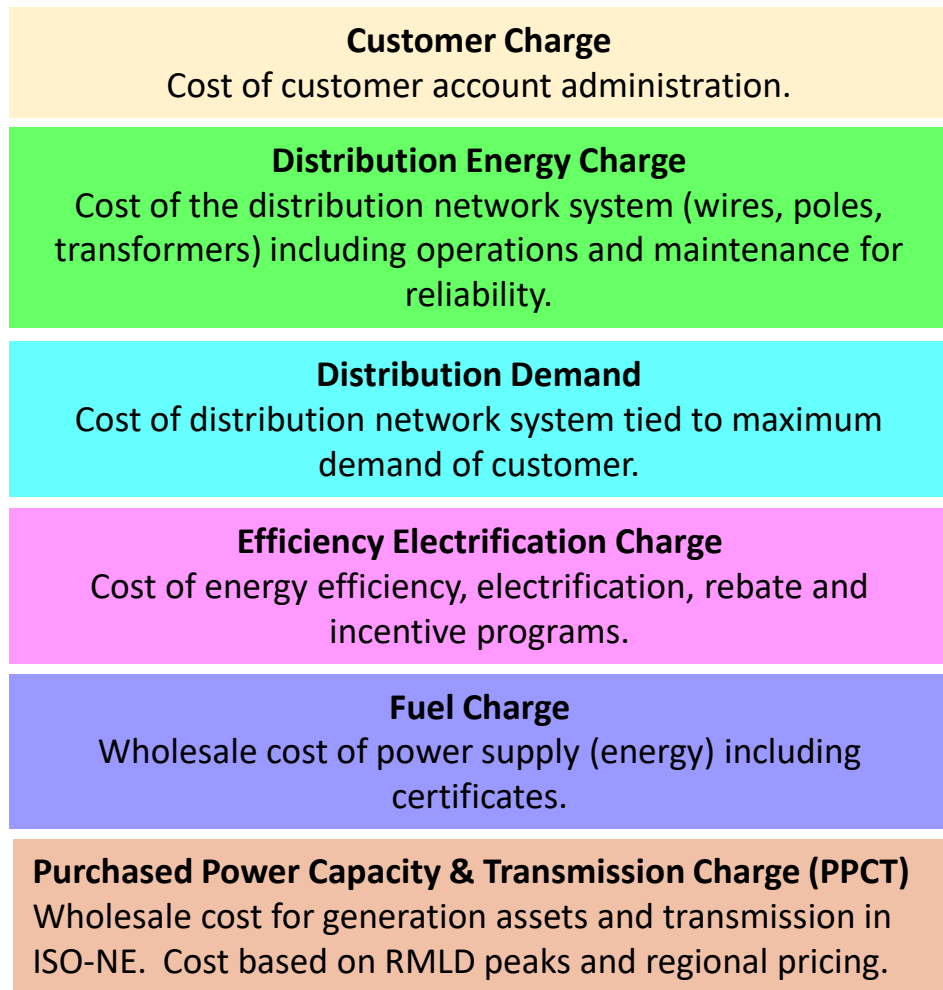 Customer Charge
Cost of customer account administration.
Distribution Energy Charge
Cost of the distribution network system (wires, poles,
transformers) including operations and maintenance for
reliability.
Distribution Demand
Cost of distribution network system tied to maximum
demand of customer.
Efficiency Electrification Charge
Cost of energy efficiency, electrification, rebate and
incentive programs.
Fuel Charge
Wholesale cost of power supply (energy) including
certificates.
Purchased Power Capacity & Transmission Charge (PPCT)
Wholesale cost for generation assets and transmission in
ISO-NE.  Cost based on RMLD peaks and regional pricing.